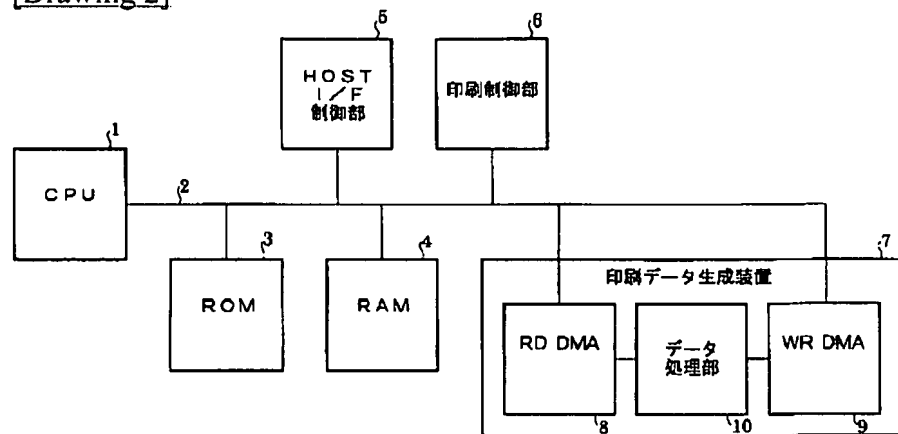 [Drawing 2]
5
HOST
I/F
制御部
6
印刷制御部
1
CPU
2
3
ROM
4
RAM
7
印刷データ生成装置
RD DMA
8
データ
処理部
10
WR DMA
9